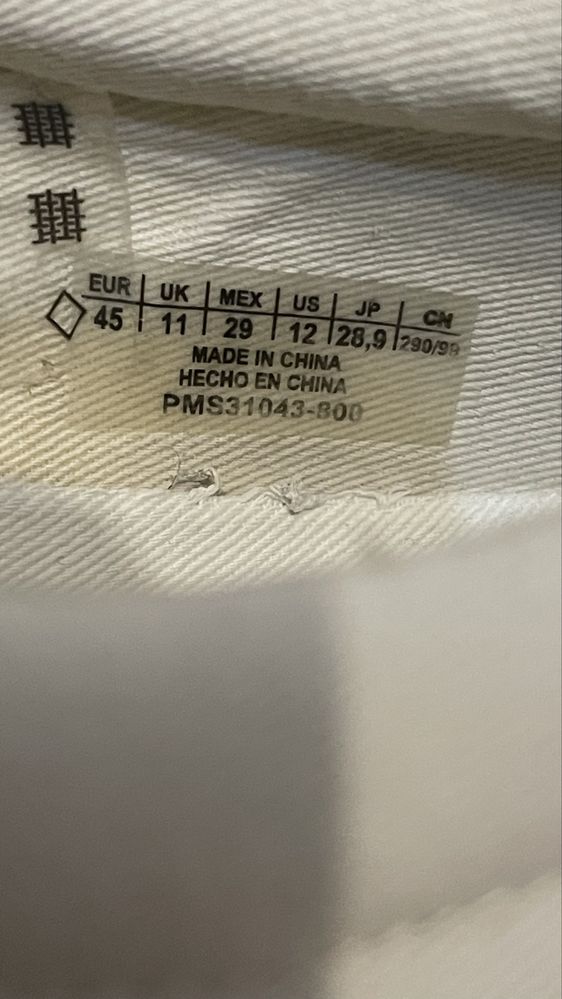 EUR UK MEX US JP CN
45 11 29 12 28,9 290/99
MADE IN CHINA
HECHO EN CHINA
PMS31043-800